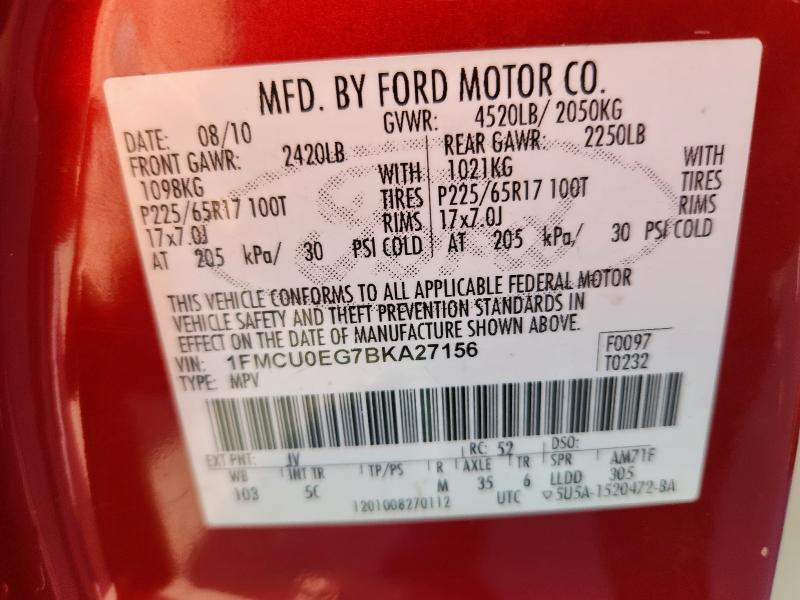 MFD. BY FORD MOTOR CO.
DATE: 08/10 GVWR: 4520LB/ 2050KG
FRONT GAWR: 2420LB REAR GAWR: 2250LB
1098KG WITH 1021KG WITH
P225/65R17 100T TIRES P225/65R17 100T TIRES
17x7.0J RIMS 17x7.0J RIMS
AT 205 kPa/ 30 PSI COLD AT 205 kPa/ 30 PSI COLD
THIS VEHICLE CONFORMS TO ALL APPLICABLE FEDERAL MOTOR
VEHICLE SAFETY AND THEFT PREVENTION STANDARDS IN
EFFECT ON THE DATE OF MANUFACTURE SHOWN ABOVE.
VIN: 1FMCU0EG7BKA27156 F0097
TYPE: MPV T0232
EXT PNT: JV RC: 52 DSO:
WB INT TR TP/PS R AXLE TR SPR AM71F
103 5C M 35 6 LLDD 305
1201008270112 UTC 5U5A-1520472-BA